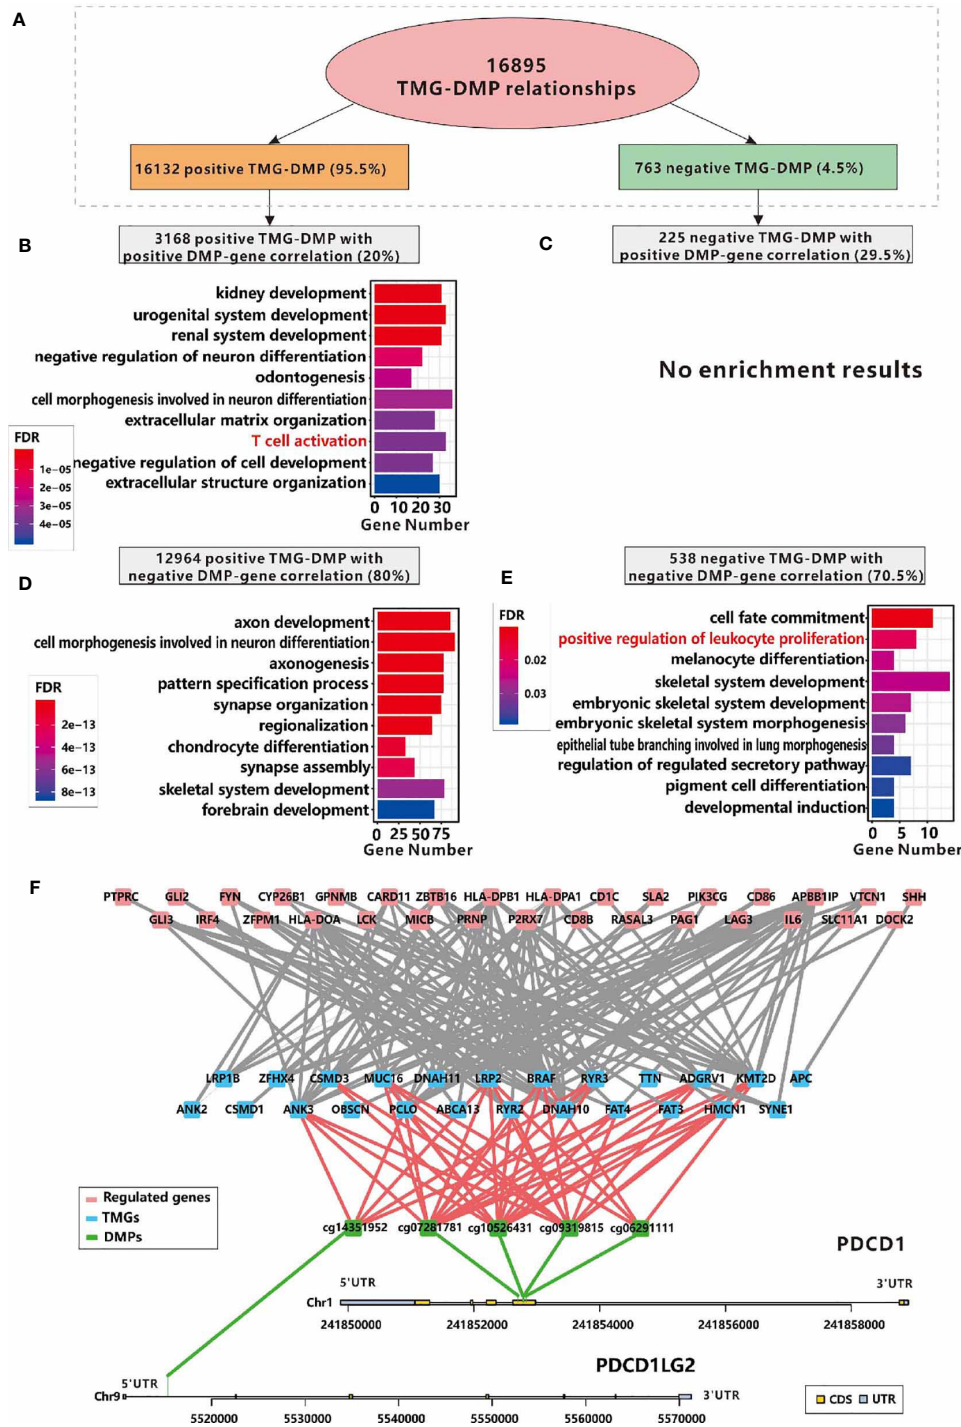 A
16895
TMG-DMP relationships
16132 positive TMG-DMP (95.5%)
763 negative TMG-DMP (4.5%)
B
3168 positive TMG-DMP with
positive DMP-gene correlation (20%)
C
225 negative TMG-DMP with
positive DMP-gene correlation (29.5%)
kidney development
urogenital system development
renal system development
negative regulation of neuron differentiation
odontogenesis
cell morphogenesis involved in neuron differentiation
extracellular matrix organization
T cell activation
negative regulation of cell development
extracellular structure organization
FDR
1e-05
2e-05
3e-05
4e-05
0 10 20 30
Gene Number
No enrichment results
D
12964 positive TMG-DMP with
negative DMP-gene correlation (80%)
E
538 negative TMG-DMP with
negative DMP-gene correlation (70.5%)
axon development
cell morphogenesis involved in neuron differentiation
axonogenesis
pattern specification process
synapse organization
regionalization
chondrocyte differentiation
synapse assembly
skeletal system development
forebrain development
FDR
2e-13
4e-13
6e-13
8e-13
0 25 50 75
Gene Number
FDR
0.02
0.03
cell fate commitment
positive regulation of leukocyte proliferation
melanocyte differentiation
skeletal system development
embryonic skeletal system development
embryonic skeletal system morphogenesis
epithelial tube branching involved in lung morphogenesis
regulation of regulated secretory pathway
pigment cell differentiation
developmental induction
0 5 10
Gene Number
F
PTPRC GLI2 FYN CYP26B1 GPNMB CARD11 ZBTB16 HLA-DPB1 HLA-DPA1 CD1C SLA2 PIK3CG CD86 APBB1IP VTCN1 SHH
GLI3 IRF4 ZFPM1 HLA-DOA LCK MICB PRNP P2RX7 CD8B RASAL3 PAG1 LAG3 IL6 SLC11A1 DOCK2
LRP1B ZFHX4 CSMD3 MUC16 DNAH11 LRP2 BRAF RYR3 TTN ADGRV1 KMT2D APC
ANK2 CSMD1 ANK3 OBSCN PCLO ABCA13 RYR2 DNAH10 FAT4 FAT3 HMCN1 SYNE1
Regulated genes
TMGs
DMPs
cg14351952 cg07281781 cg10526431 cg09319815 cg06291111
PDCD1
5'UTR
3'UTR
Chr1
241850000 241852000 241854000 241856000 241858000
PDCD1LG2
5'UTR
Chr9
3'UTR
5520000 5530000 5540000 5550000 5560000 5570000
CDS UTR